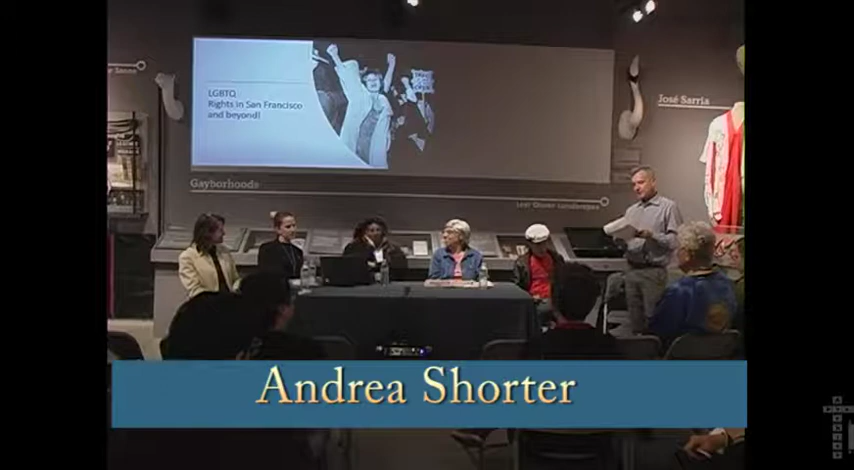 LGBTQ
Rights in San Francisco
and beyond!
José Sarria
Gayborhoods
Andrea Shorter